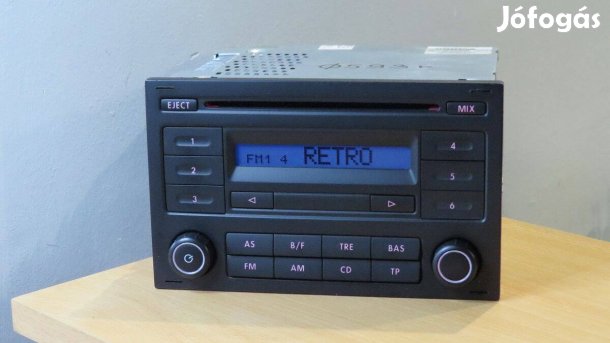 Jófogás
EJECT
MIX
1
4
FM1 4 RETRO
2
5
3
6
AS B/F TRE BAS
FM AM CD TP